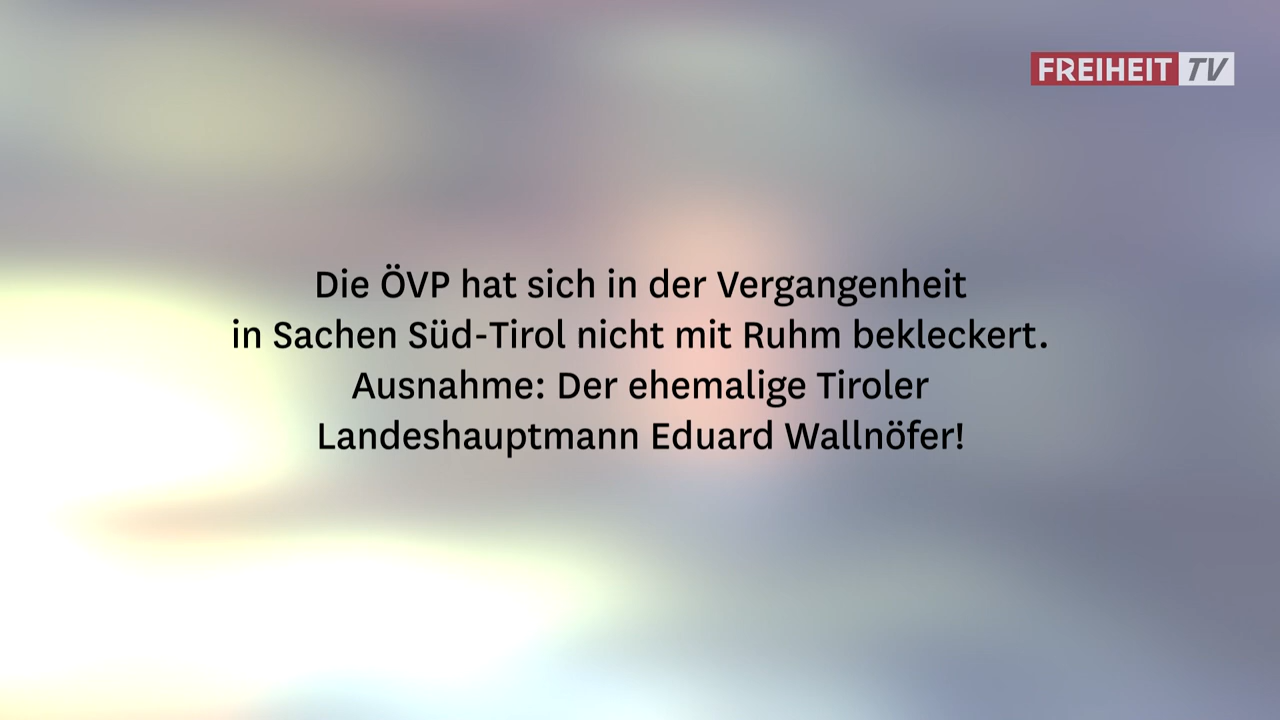 FREIHEIT TV
Die ÖVP hat sich in der Vergangenheit
in Sachen Süd-Tirol nicht mit Ruhm bekleckert.
Ausnahme: Der ehemalige Tiroler
Landeshauptmann Eduard Wallnöfer!